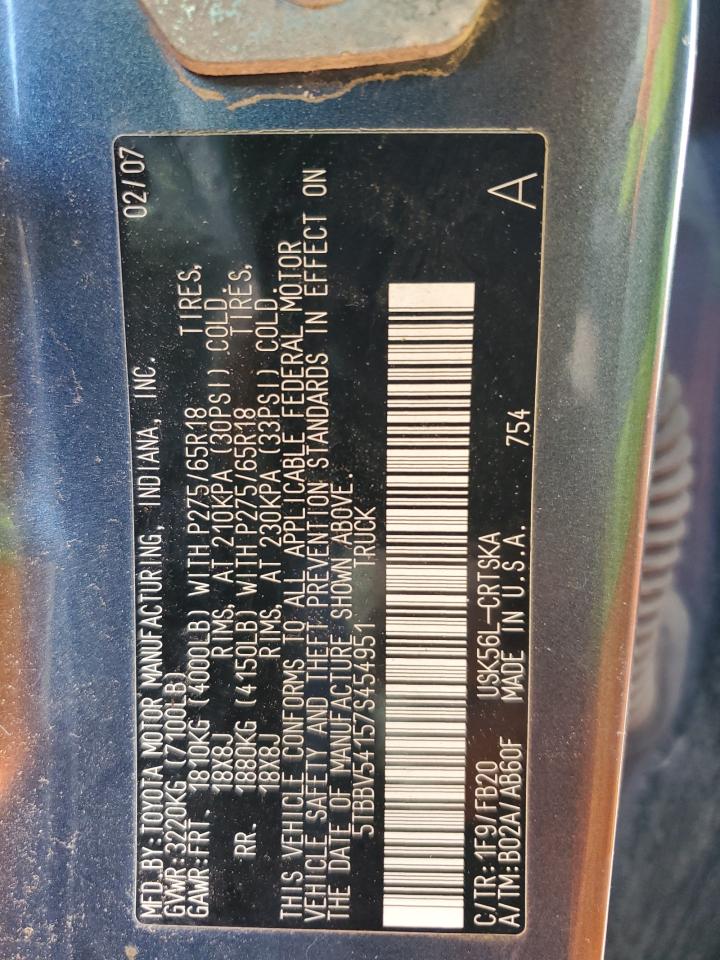 MFD.BY:TOYOTA MOTOR MANUFACTURING, INDIANA, INC. 02/07
GVWR:3220KG (7100LB)
GAWR:FRT. 1810KG (4000LB) WITH P275/65R18 TIRES,
18X8J RIMS, AT 210KPA (30PSI) COLD
RR. 1880KG (4150LB) WITH P275/65R18 TIRES,
18X8J RIMS, AT 230KPA (33PSI) COLD.
THIS VEHICLE CONFORMS TO ALL APPLICABLE FEDERAL MOTOR
VEHICLE SAFETY AND THEFT PREVENTION STANDARDS IN EFFECT ON
THE DATE OF MANUFACTURE SHOWN ABOVE.
5TBBV54157S454951 TRUCK
C/TR:1F9/FB20 USK56L-CRTSKA 754 A
A/TM:B02A/AB60F MADE IN U.S.A.